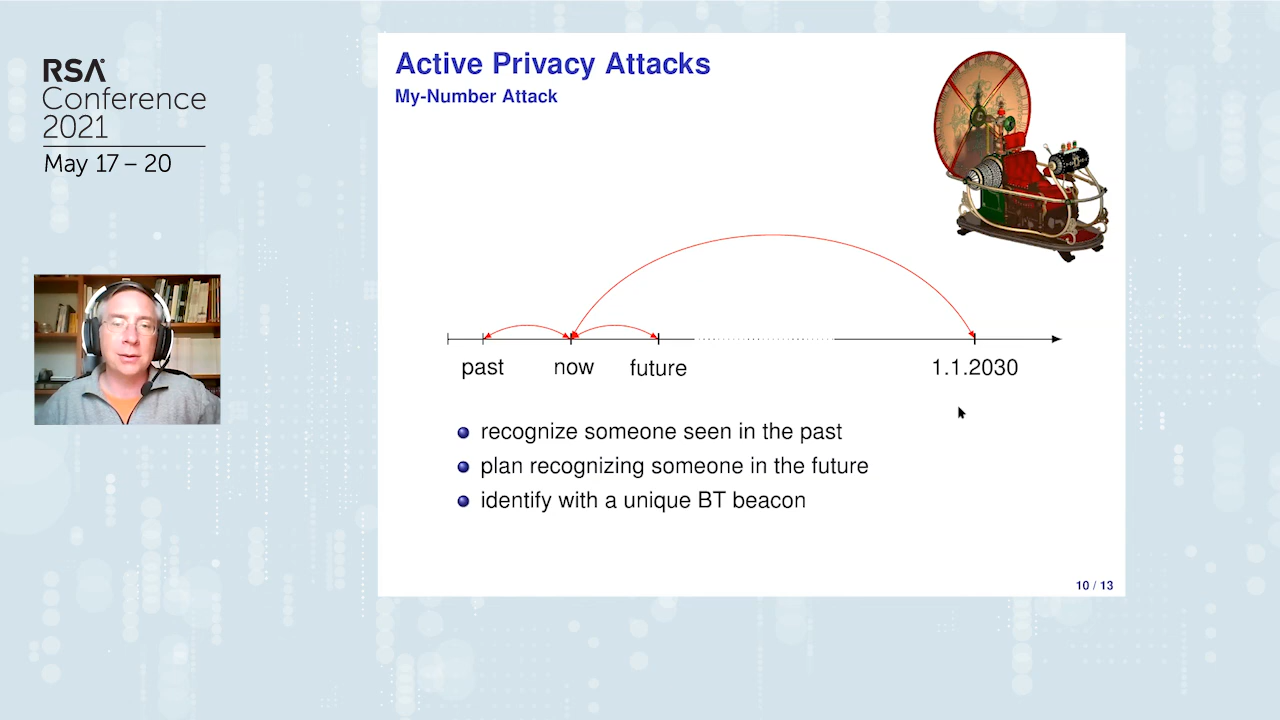 RSA
Conference
2021
May 17 – 20
Active Privacy Attacks
My-Number Attack
past now future 1.1.2030
recognize someone seen in the past
plan recognizing someone in the future
identify with a unique BT beacon
10 / 13